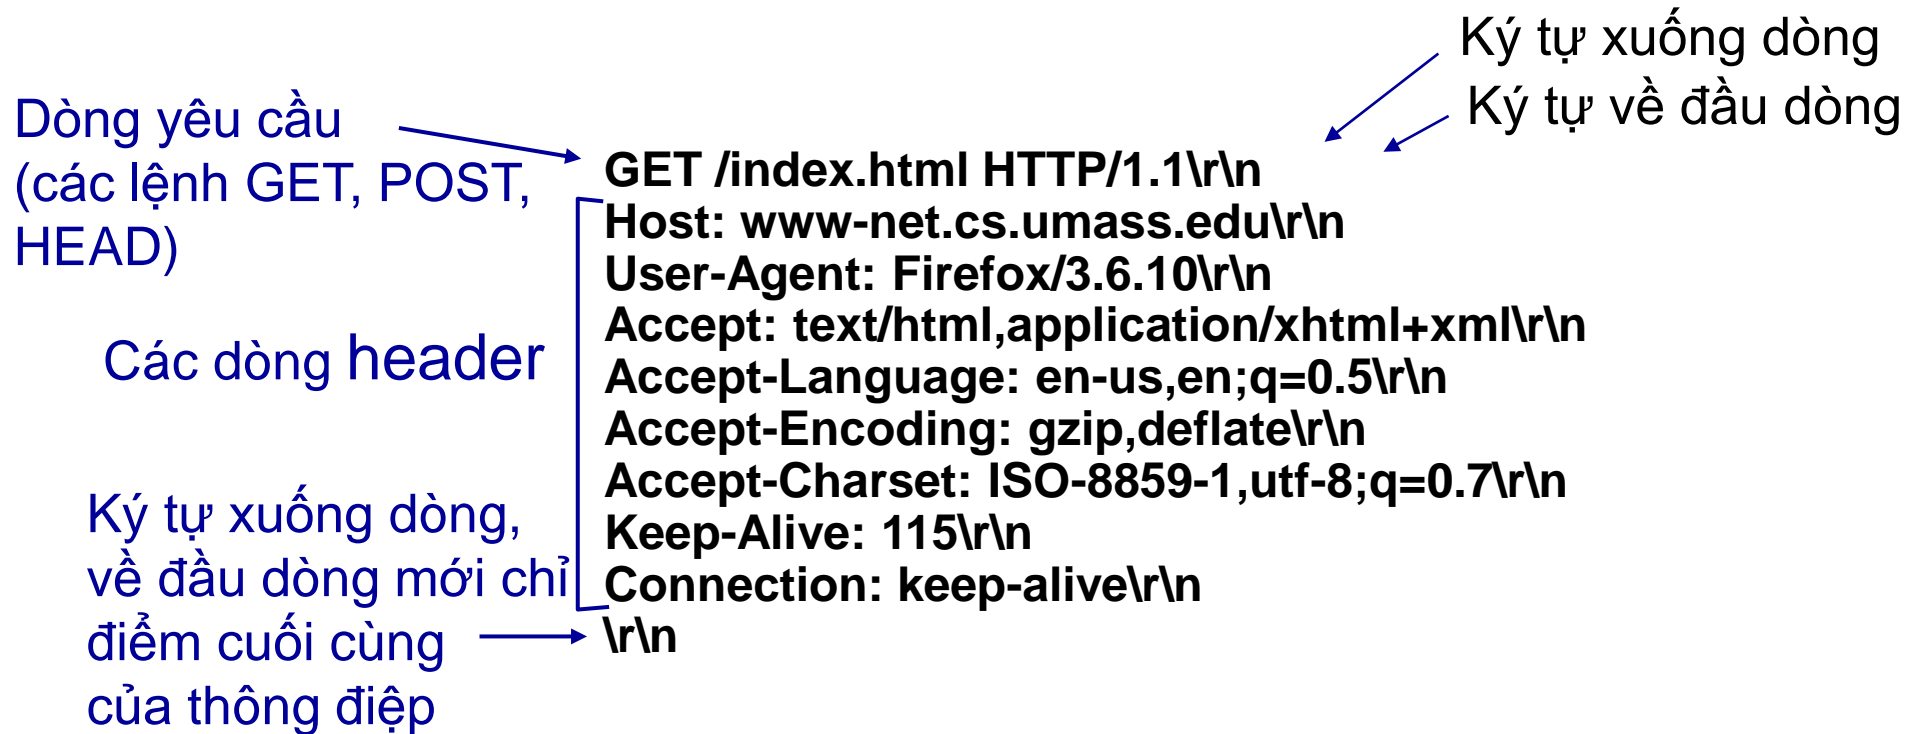 Ký tự xuống dòng
Ký tự về đầu dòng
Dòng yêu cầu
(các lệnh GET, POST,
HEAD)
GET /index.html HTTP/1.1\r\n
Host: www-net.cs.umass.edu\r\n
User-Agent: Firefox/3.6.10\r\n
Accept: text/html,application/xhtml+xml\r\n
Accept-Language: en-us,en;q=0.5\r\n
Accept-Encoding: gzip,deflate\r\n
Accept-Charset: ISO-8859-1,utf-8;q=0.7\r\n
Keep-Alive: 115\r\n
Connection: keep-alive\r\n
\r\n
Các dòng header
Ký tự xuống dòng,
về đầu dòng mới chỉ
điểm cuối cùng
của thông điệp